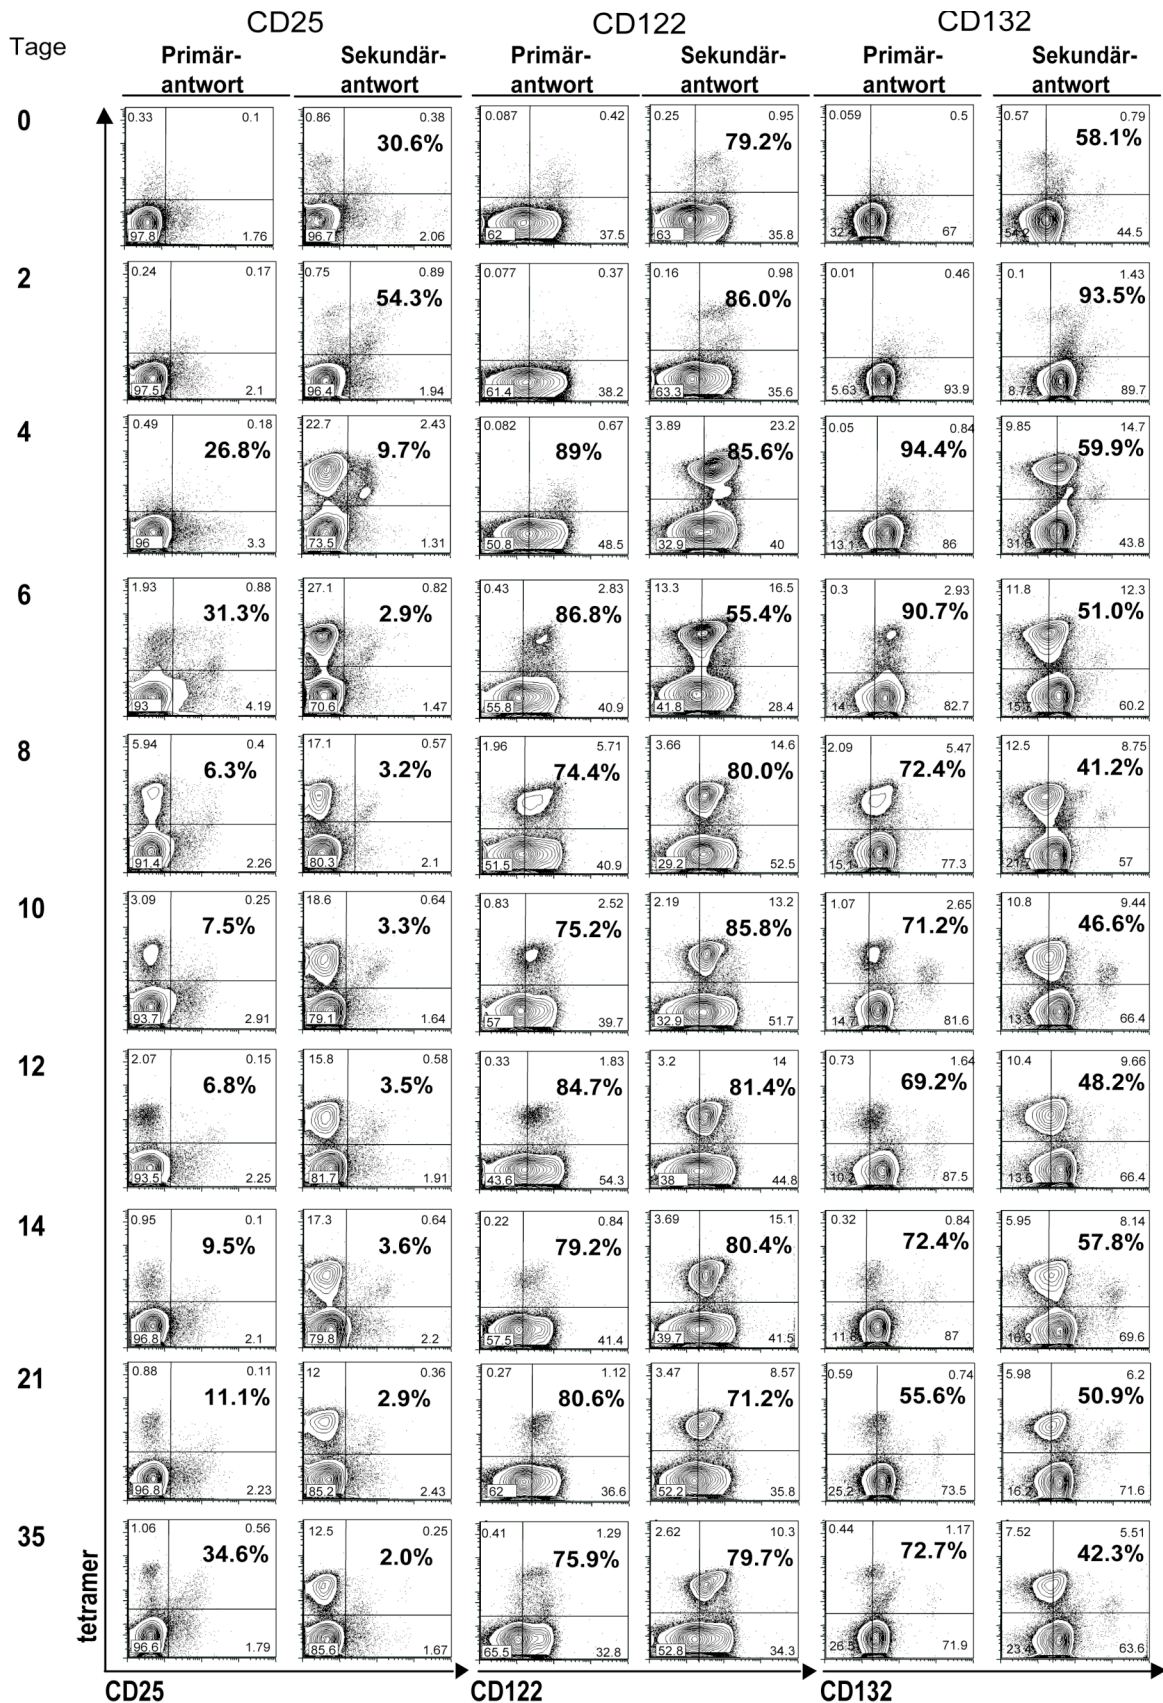 CD25 CD122 CD132
Tage
Primär- Sekundär- Primär- Sekundär- Primär- Sekundär-
antwort antwort antwort antwort antwort antwort
0
0.33 0.1 0.86 0.38 0.087 0.42 0.25 0.95 0.059 0.5 0.57 0.79
30.6% 79.2% 58.1%
97.8 1.76 96.7 2.06 62 37.5 63 35.8 67 44.5
2
0.24 0.17 0.75 0.89 0.077 0.37 0.16 0.98 0.01 0.46 0.1 1.43
54.3% 86.0% 93.5%
97.5 2.1 96.4 1.94 61.4 38.2 63.3 35.6 5.63 93.9 8.72 89.7
4
0.49 0.18 22.7 2.43 0.082 0.67 3.89 23.2 0.05 0.84 9.85 14.7
26.8% 9.7% 89% 85.6% 94.4% 59.9%
96 3.3 73.5 1.31 50.8 48.5 32.9 40 13.1 86 43.8
6
1.93 0.88 27.1 0.82 0.43 2.83 13.3 16.5 0.3 2.93 11.8 12.3
31.3% 2.9% 86.8% 55.4% 90.7% 51.0%
93 4.19 70.6 1.47 55.8 40.9 41.8 28.4 82.7 60.2
8
5.94 0.4 17.1 0.57 1.96 5.71 3.66 14.6 2.09 5.47 12.5 8.75
6.3% 3.2% 74.4% 80.0% 72.4% 41.2%
91.4 2.26 80.3 2.1 51.5 40.9 29.2 52.5 15.1 77.3 21.7 57
10
3.09 0.25 18.6 0.64 0.83 2.52 2.19 13.2 1.07 2.65 10.8 9.44
7.5% 3.3% 75.2% 85.8% 71.2% 46.6%
93.7 2.91 79.1 1.64 57 39.7 32.9 51.7 14.7 81.6 66.4
12
2.07 0.15 15.8 0.58 0.33 1.83 3.2 14 0.73 1.64 10.4 9.66
6.8% 3.5% 84.7% 81.4% 69.2% 48.2%
93.5 2.25 81.7 1.91 43.6 54.3 38 44.8 10.2 87.5 66.4
14
0.95 0.1 17.3 0.64 0.22 0.84 3.69 15.1 0.32 0.84 5.95 8.14
9.5% 3.6% 79.2% 80.4% 72.4% 57.8%
96.8 2.1 79.8 2.2 57.5 41.4 39.7 41.5 87 16.3 69.6
21
0.88 0.11 12 0.36 0.27 1.12 3.47 8.57 0.59 0.74 5.98 6.2
11.1% 2.9% 80.6% 71.2% 55.6% 50.9%
96.8 2.23 85.2 2.43 62 36.6 52.2 35.8 25.2 73.5 16.2 71.6
35
1.06 0.56 12.5 0.25 0.41 1.29 2.62 10.3 0.44 1.17 7.52 5.51
34.6% 2.0% 75.9% 79.7% 72.7% 42.3%
96.6 1.79 85.6 1.67 65.5 32.8 52.8 34.3 71.9 23.4 63.6
tetramer
CD25 CD122 CD132